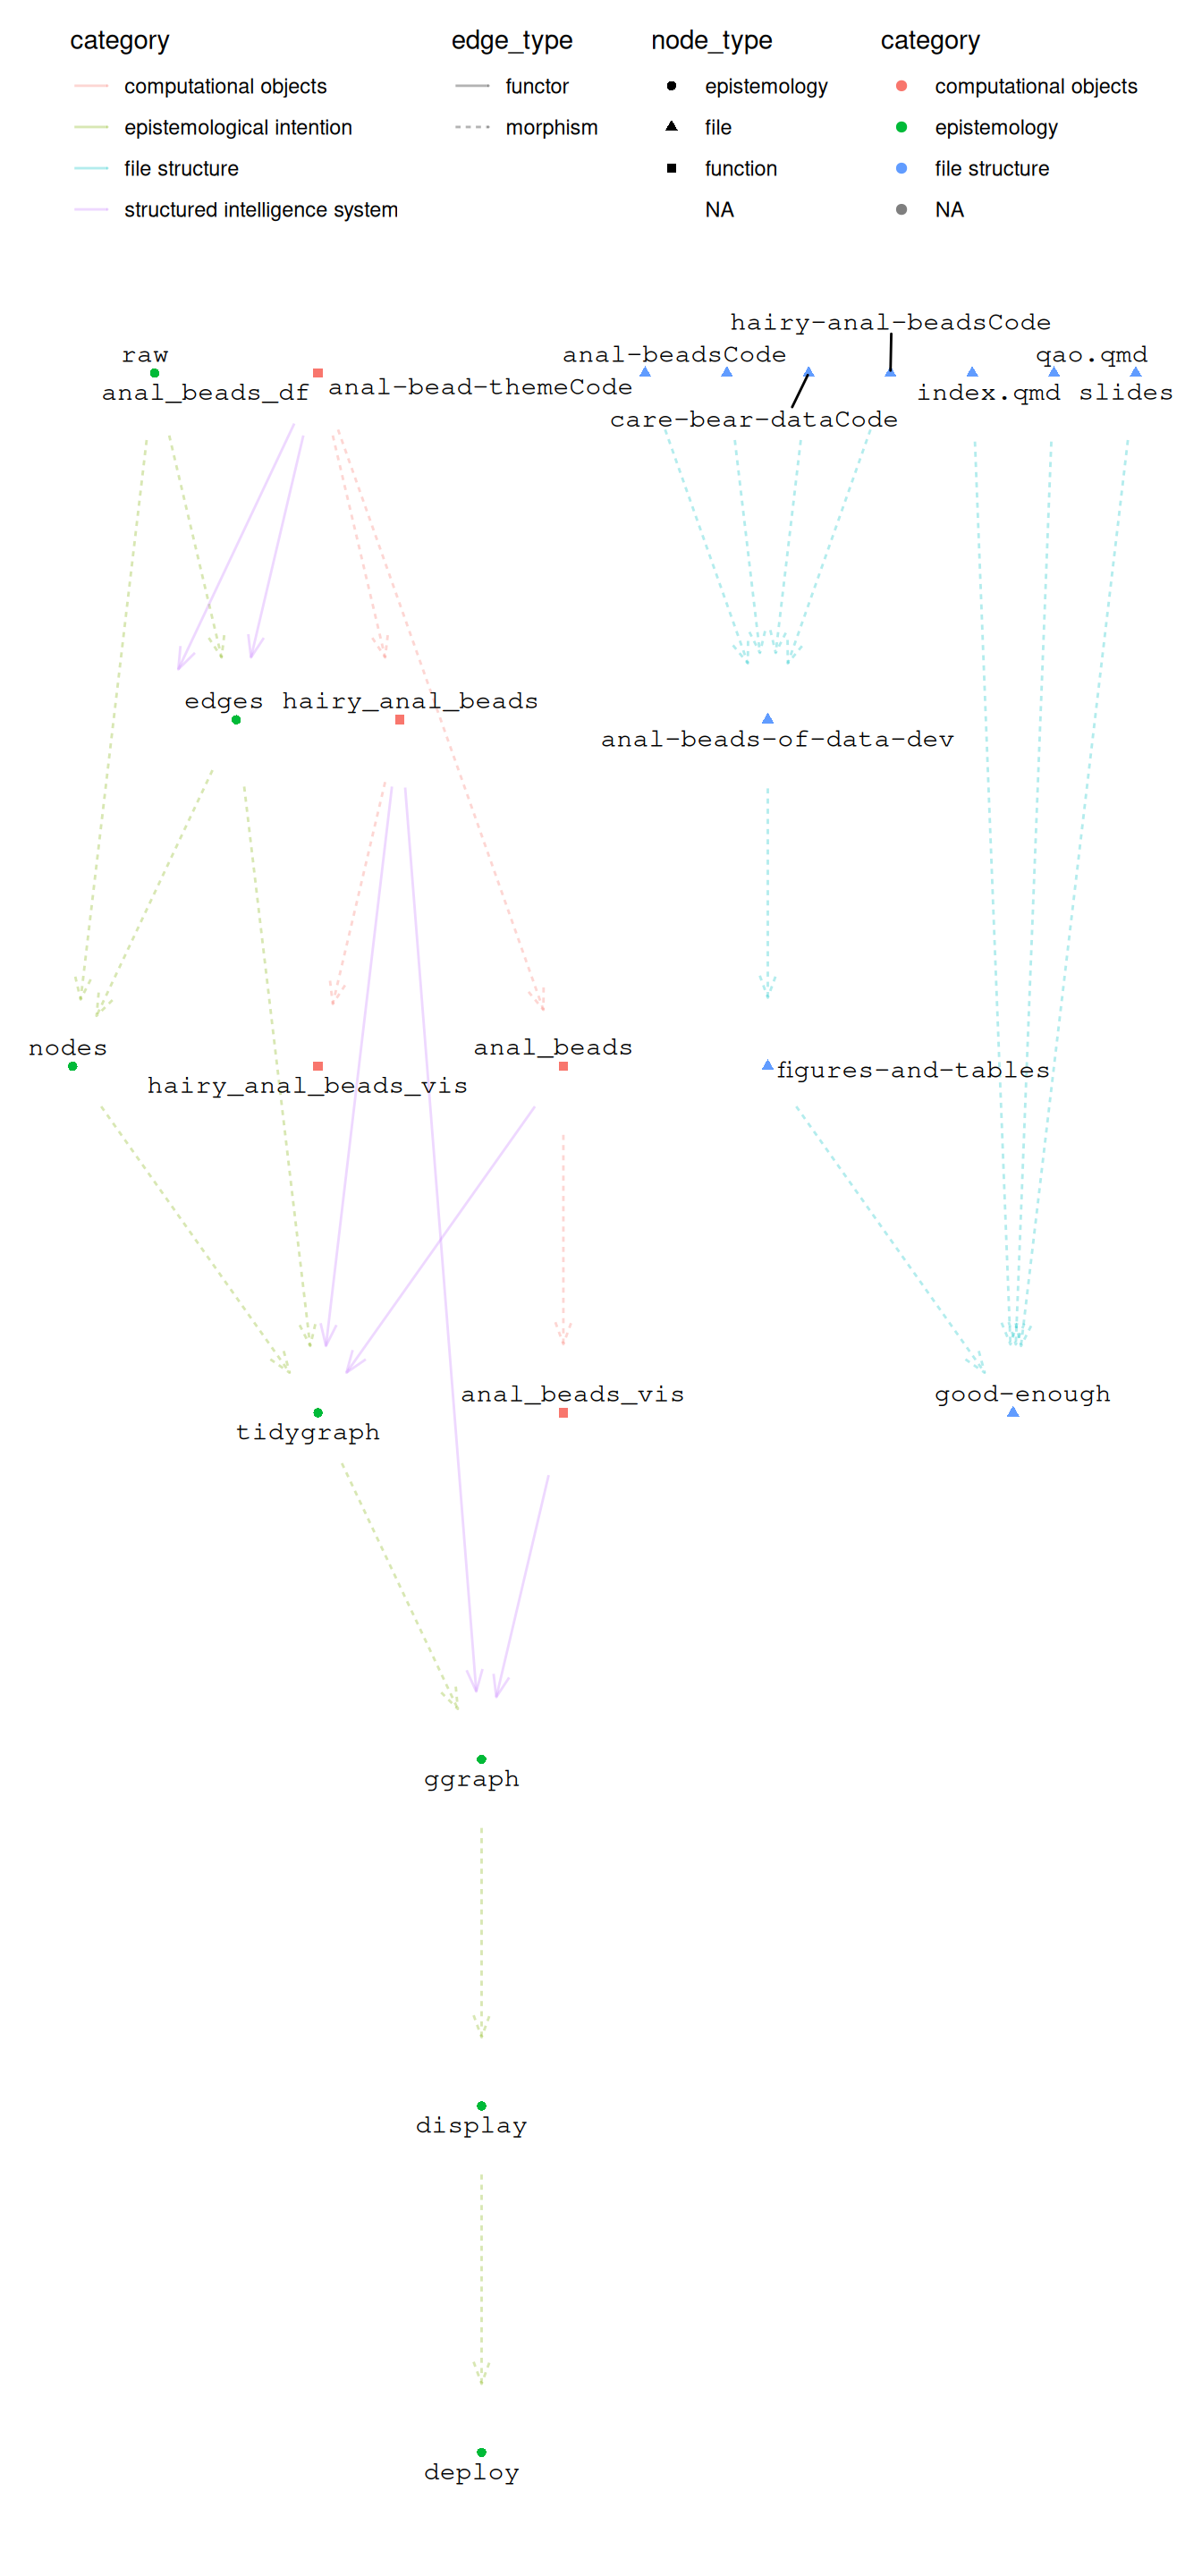 category
computational objects
epistemological intention
file structure
structured intelligence system
edge_type
functor
morphism
node_type
epistemology
file
function
NA
category
computational objects
epistemology
file structure
NA
hairy-anal-beadsCode
raw
anal-beadsCode
qao.qmd
anal_beads_df
anal-bead-themeCode
index.qmd
slides
care-bear-dataCode
edges
hairy_anal_beads
anal-beads-of-data-dev
nodes
anal_beads
figures-and-tables
hairy_anal_beads_vis
anal_beads_vis
good-enough
tidygraph
ggraph
display
deploy